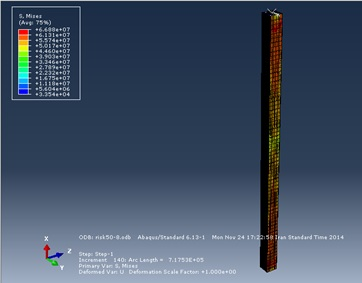 S, Mises
(Avg: 75%)
+6.688e+07
+6.131e+07
+5.574e+07
+5.017e+07
+4.460e+07
+3.903e+07
+3.346e+07
+2.789e+07
+2.232e+07
+1.675e+07
+1.118e+07
+5.604e+06
+3.354e+04
X
Z
Y
ODB: risk50-8.odb Abaqus/Standard 6.13-1 Mon Nov 24 17:22:58 Iran Standard Time 2014
Step: Step-1
Increment 140: Arc Length = 7.1753E+05
Primary Var: S, Mises
Deformed Var: U Deformation Scale Factor: +1.000e+00